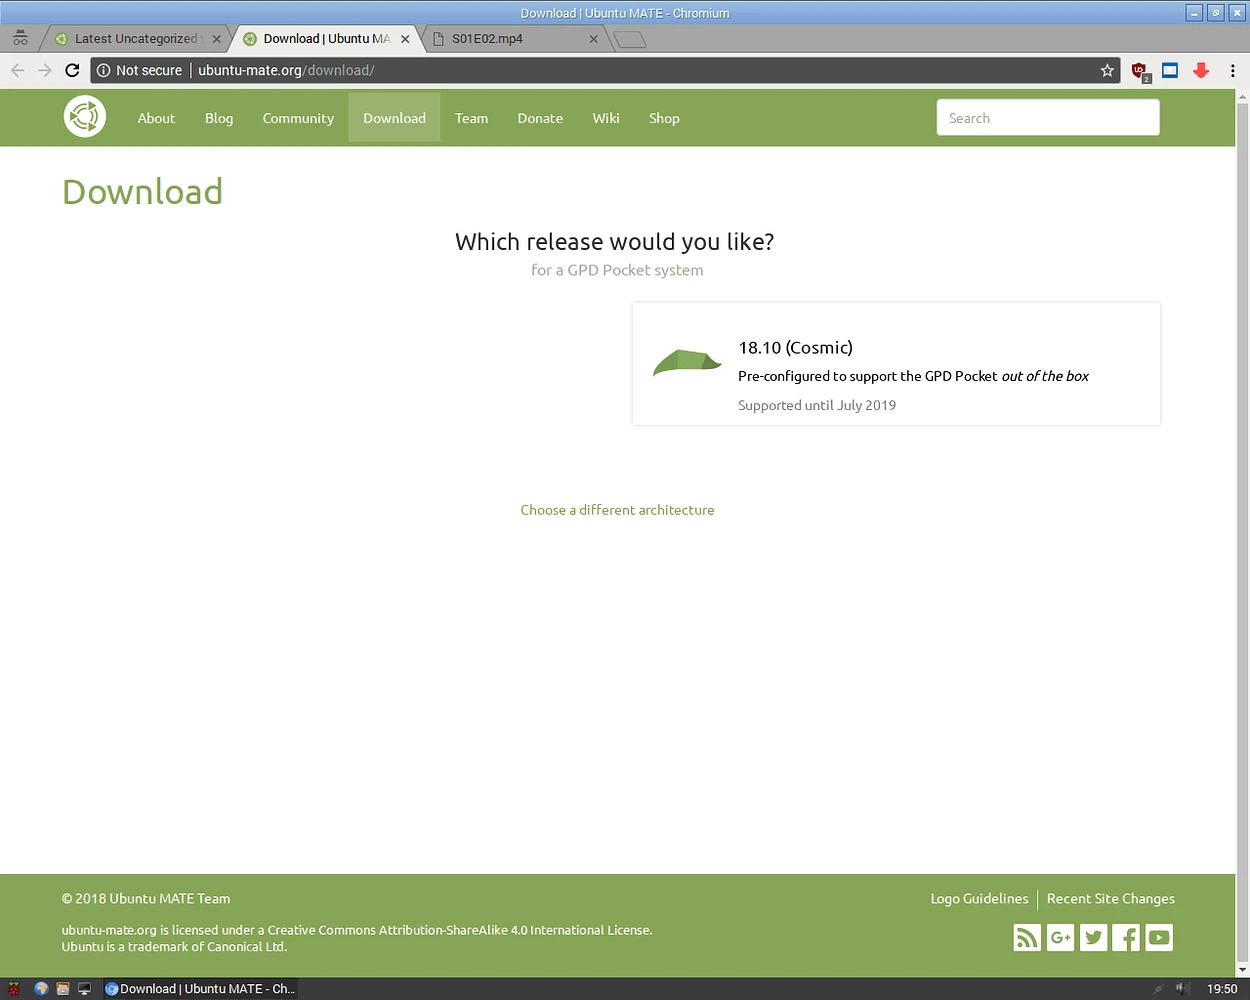 Download | Ubuntu MATE - Chromium
Latest Uncategorized
Download | Ubuntu MA
S01E02.mp4
Not secure
ubuntu-mate.org/download/
2
About
Blog
Community
Download
Team
Donate
Wiki
Shop
Search
Download
Which release would you like?
for a GPD Pocket system
18.10 (Cosmic)
Pre-configured to support the GPD Pocket out of the box
Supported until July 2019
Choose a different architecture
© 2018 Ubuntu MATE Team
Logo Guidelines
Recent Site Changes
ubuntu-mate.org is licensed under a Creative Commons Attribution-ShareAlike 4.0 International License.
Ubuntu is a trademark of Canonical Ltd.
G+
Download | Ubuntu MATE - Ch...
19:50